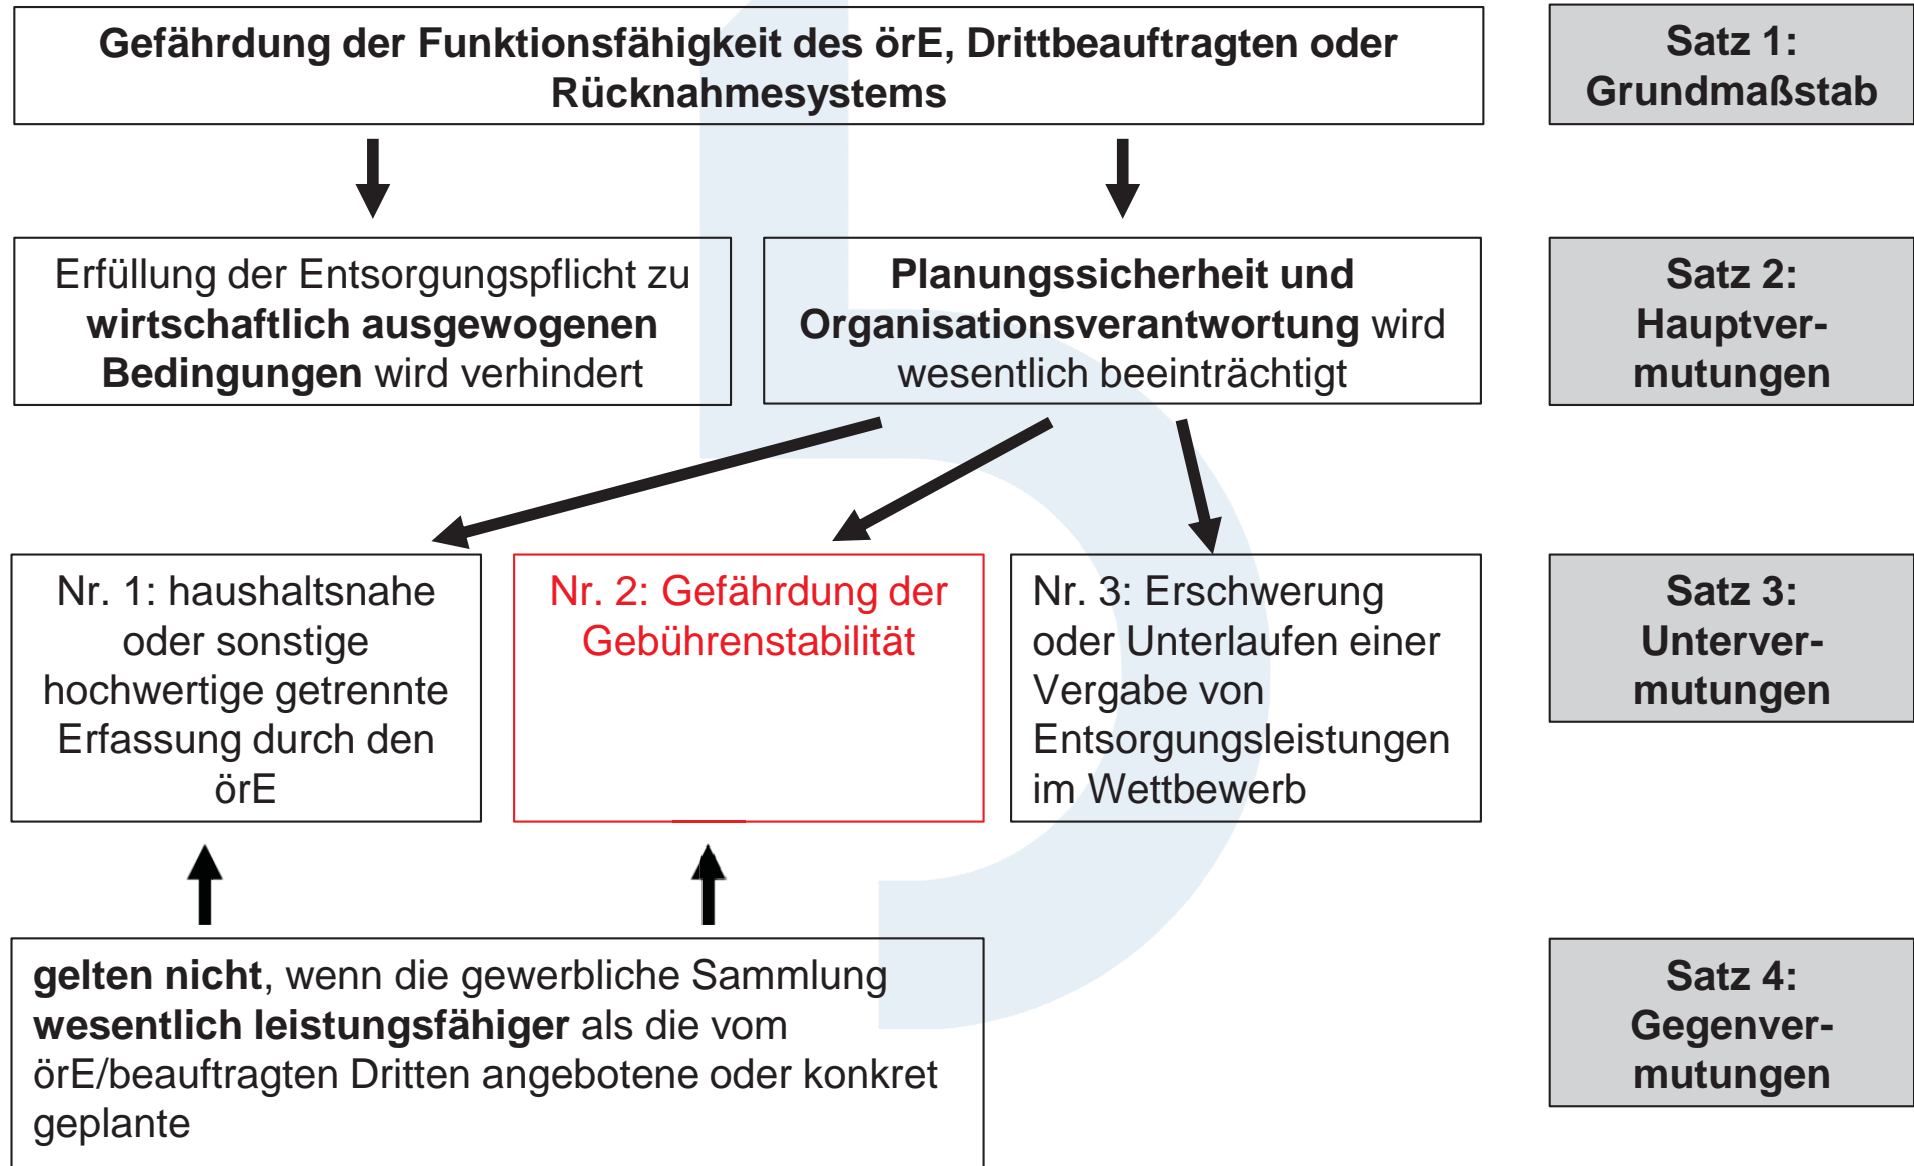 Gefährdung der Funktionsfähigkeit des örE, Drittbeauftragten oder
Rücknahmesystems
Satz 1:
Grundmaßstab
Erfüllung der Entsorgungspflicht zu
wirtschaftlich ausgewogenen
Bedingungen wird verhindert
Planungssicherheit und
Organisationsverantwortung wird
wesentlich beeinträchtigt
Satz 2:
Hauptver-
mutungen
Nr. 1: haushaltsnahe
oder sonstige
hochwertige getrennte
Erfassung durch den
örE
Nr. 2: Gefährdung der
Gebührenstabilität
Nr. 3: Erschwerung
oder Unterlaufen einer
Vergabe von
Entsorgungsleistungen
im Wettbewerb
Satz 3:
Unterver-
mutungen
gelten nicht, wenn die gewerbliche Sammlung
wesentlich leistungsfähiger als die vom
örE/beauftragten Dritten angebotene oder konkret
geplante
Satz 4:
Gegenver-
mutungen